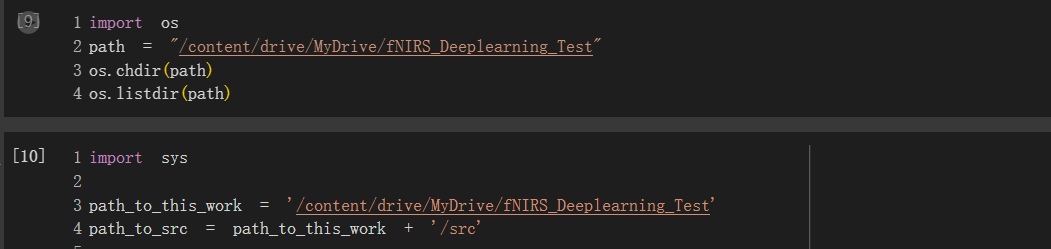 [9]
1 import os
2 path = "/content/drive/MyDrive/fNIRS_Deeplearning_Test"
3 os.chdir(path)
4 os.listdir(path)
[10]
1 import sys
2
3 path_to_this_work = '/content/drive/MyDrive/fNIRS_Deeplearning_Test'
4 path_to_src = path_to_this_work + '/src'